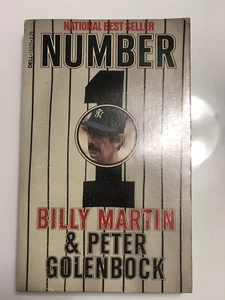 NATIONAL BEST SELLER
NUMBER
1
BILLY MARTIN
& PETER
GOLENBOCK